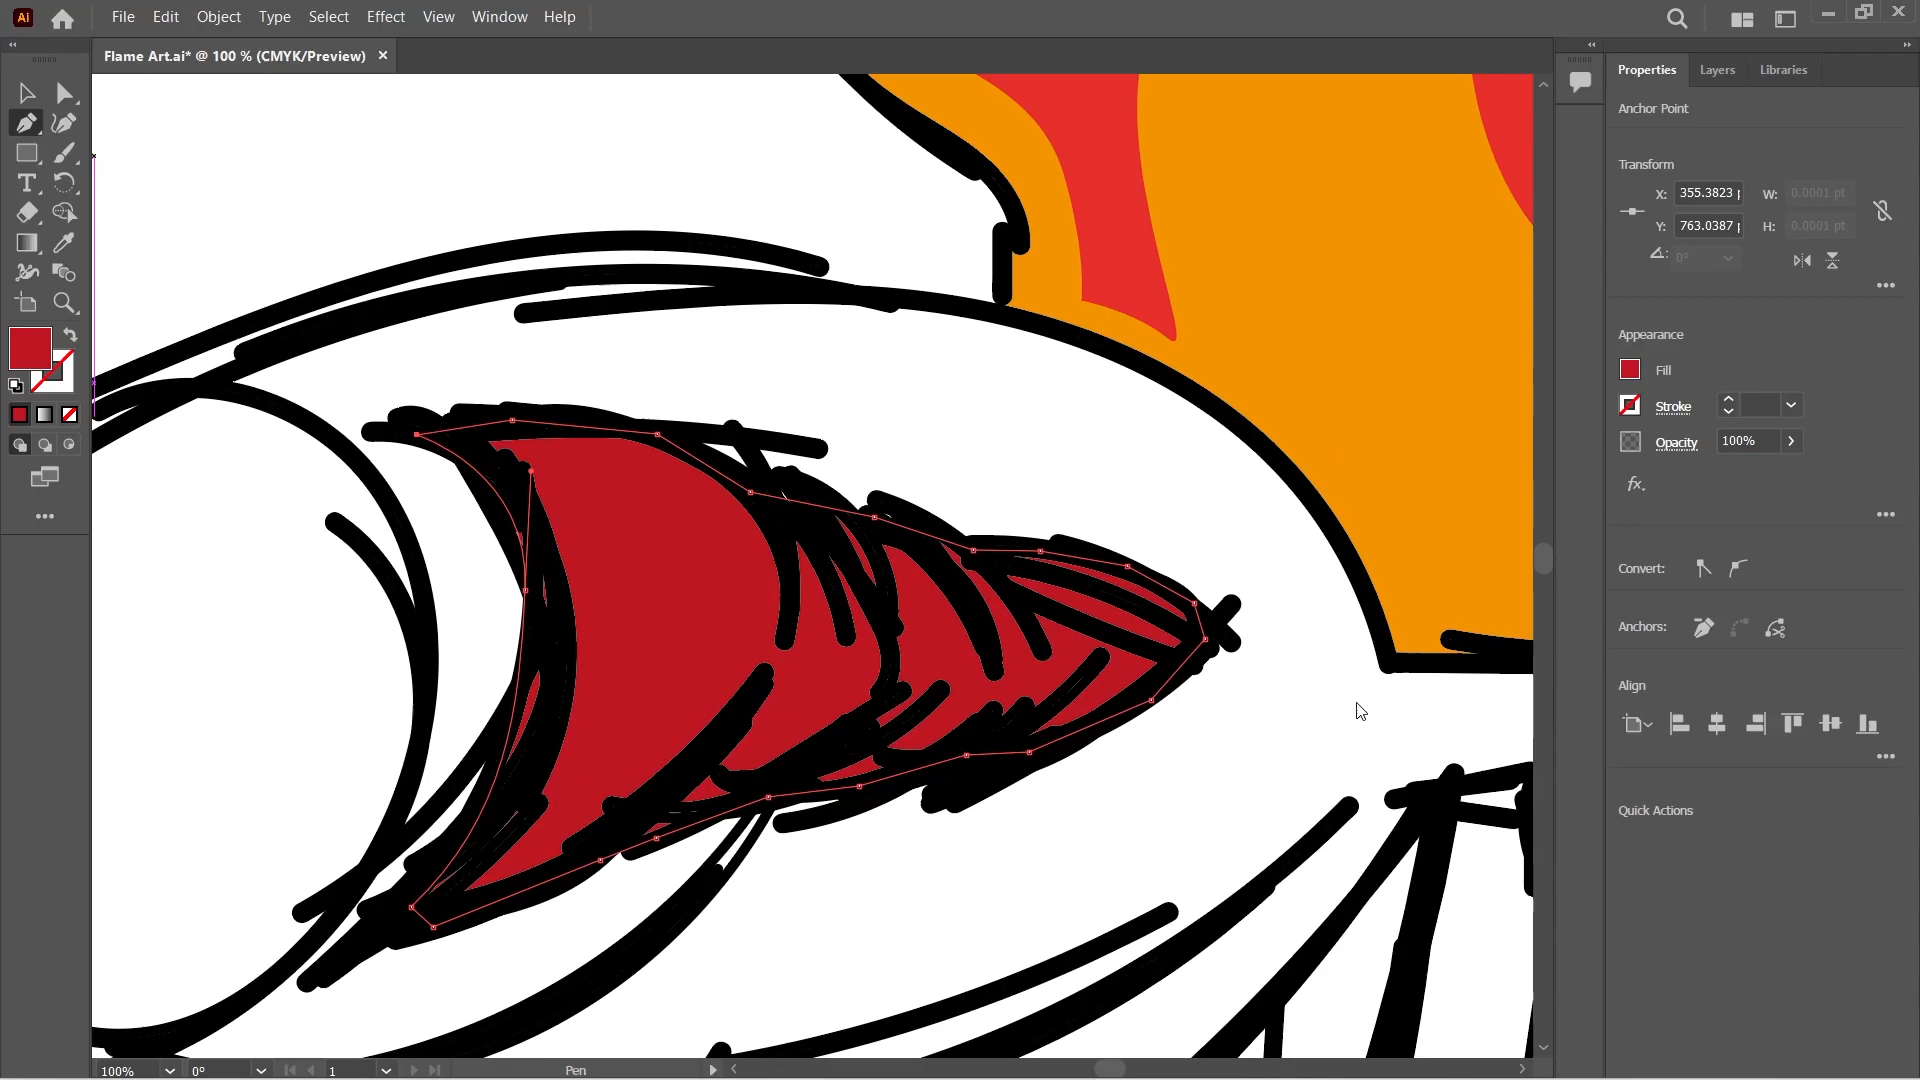 Ai File Edit Object Type Select Effect View Window Help
Flame Art.ai* @ 100 % (CMYK/Preview)
Properties Layers Libraries
Anchor Point
Transform
X: 355.3823 W: 0.0001 pt
Y: 763.0387 H: 0.0001 pt
0°
Appearance
Fill
Stroke
Opacity 100%
fx.
Convert:
Anchors:
Align
Quick Actions
100% 0° 1 Pen